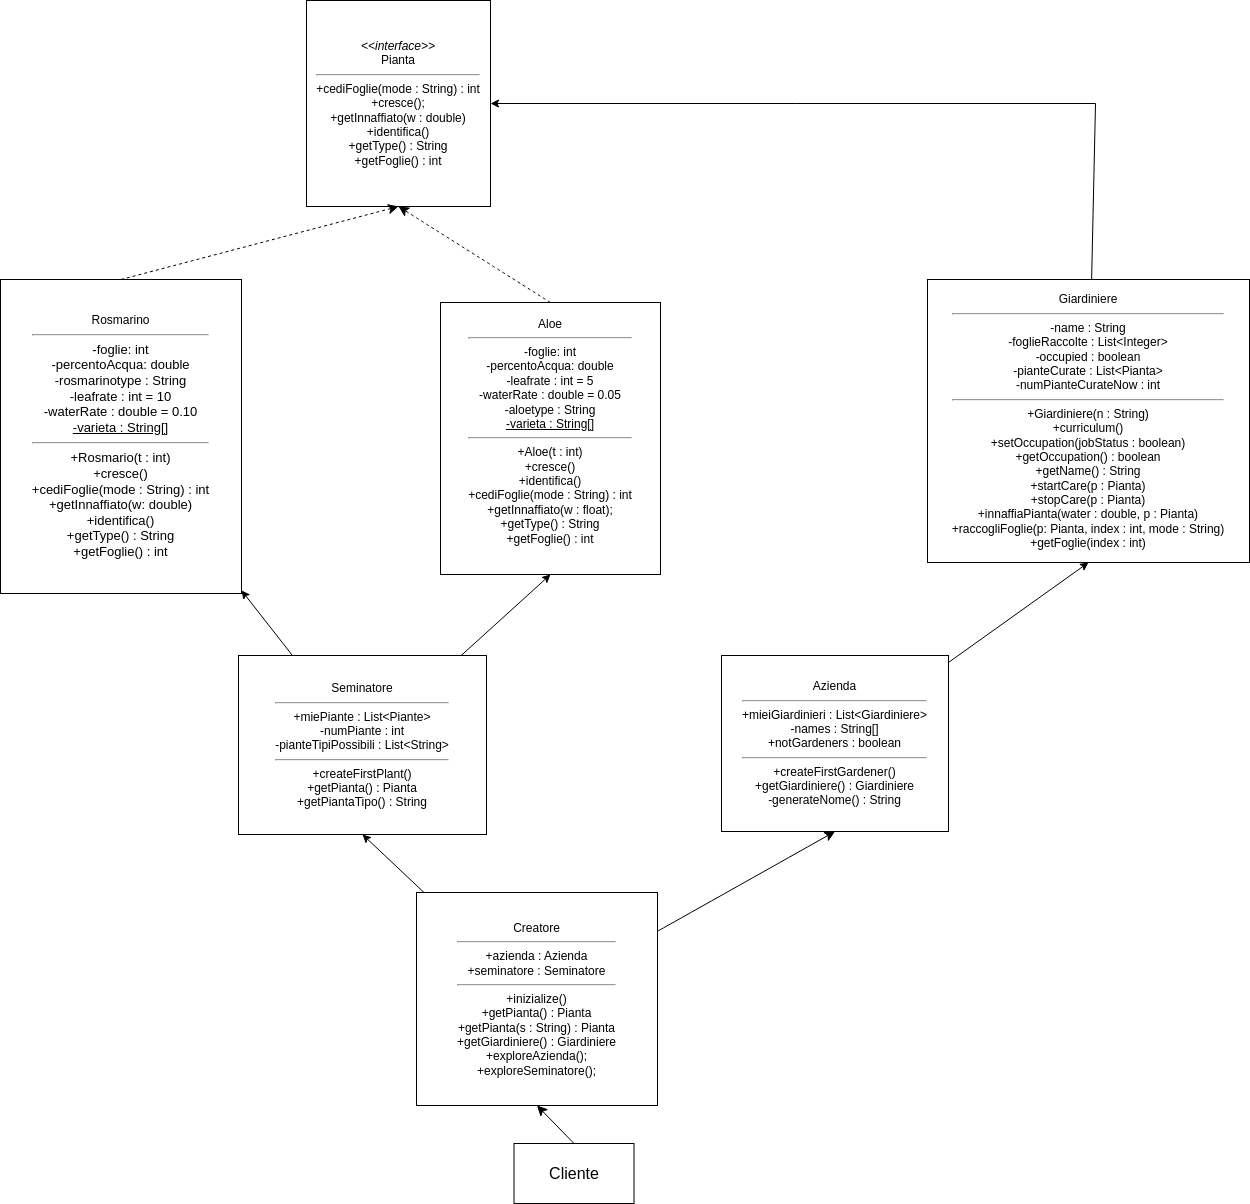 <<interface>>
Pianta
+cediFoglie(mode : String) : int
+cresce();
+getInnaffiato(w : double)
+identifica()
+getType() : String
+getFoglie() : int
Rosmarino
-foglie: int
-percentoAcqua: double
-rosmarinotype : String
-leafrate : int = 10
-waterRate : double = 0.10
-varieta : String[]
+Rosmario(t : int)
+cresce()
+cediFoglie(mode : String) : int
+getInnaffiato(w: double)
+identifica()
+getType() : String
+getFoglie() : int
Aloe
-foglie: int
-percentoAcqua: double
-leafrate : int = 5
-waterRate : double = 0.05
-aloetype : String
-varieta : String[]
+Aloe(t : int)
+cresce()
+identifica()
+cediFoglie(mode : String) : int
+getInnaffiato(w : float);
+getType() : String
+getFoglie() : int
Giardiniere
-name : String
-foglieRaccolte : List<Integer>
-occupied : boolean
-pianteCurate : List<Pianta>
-numPianteCurateNow : int
+Giardiniere(n : String)
+curriculum()
+setOccupation(jobStatus : boolean)
+getOccupation() : boolean
+getName() : String
+startCare(p : Pianta)
+stopCare(p : Pianta)
+innaffiaPianta(water : double, p : Pianta)
+raccogliFoglie(p: Pianta, index : int, mode : String)
+getFoglie(index : int)
Seminatore
+miePiante : List<Piante>
-numPiante : int
-pianteTipiPossibili : List<String>
+createFirstPlant()
+getPianta() : Pianta
+getPiantaTipo() : String
Azienda
+mieiGiardinieri : List<Giardiniere>
-names : String[]
+notGardeners : boolean
+createFirstGardener()
+getGiardiniere() : Giardiniere
-generateNome() : String
Creatore
+azienda : Azienda
+seminatore : Seminatore
+inizialize()
+getPianta() : Pianta
+getPianta(s : String) : Pianta
+getGiardiniere() : Giardiniere
+exploreAzienda();
+exploreSeminatore();
Cliente